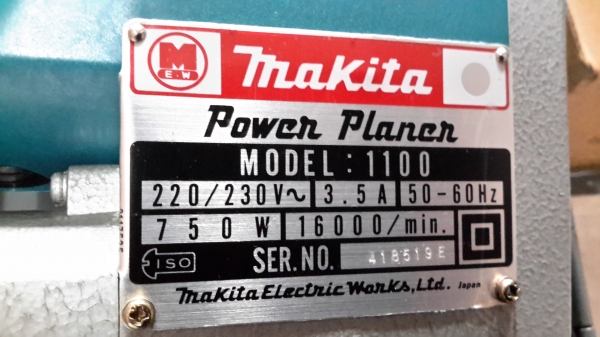 M
E.W
makita
Power Planer
MODEL: 1100
220/230V~ 3.5A 50-60Hz
750W 16000/min.
ISO SER.NO. 418519E
Makita Electric Works, Ltd. Japan